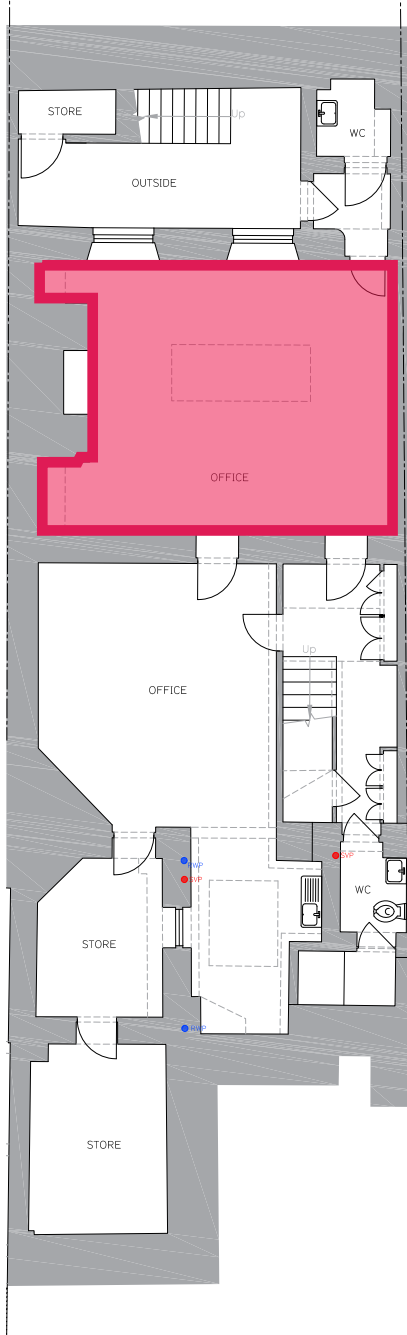 STORE
Up
WC
OUTSIDE
OFFICE
Up
OFFICE
SVP
RWP
SVP
WC
STORE
RWP
STORE